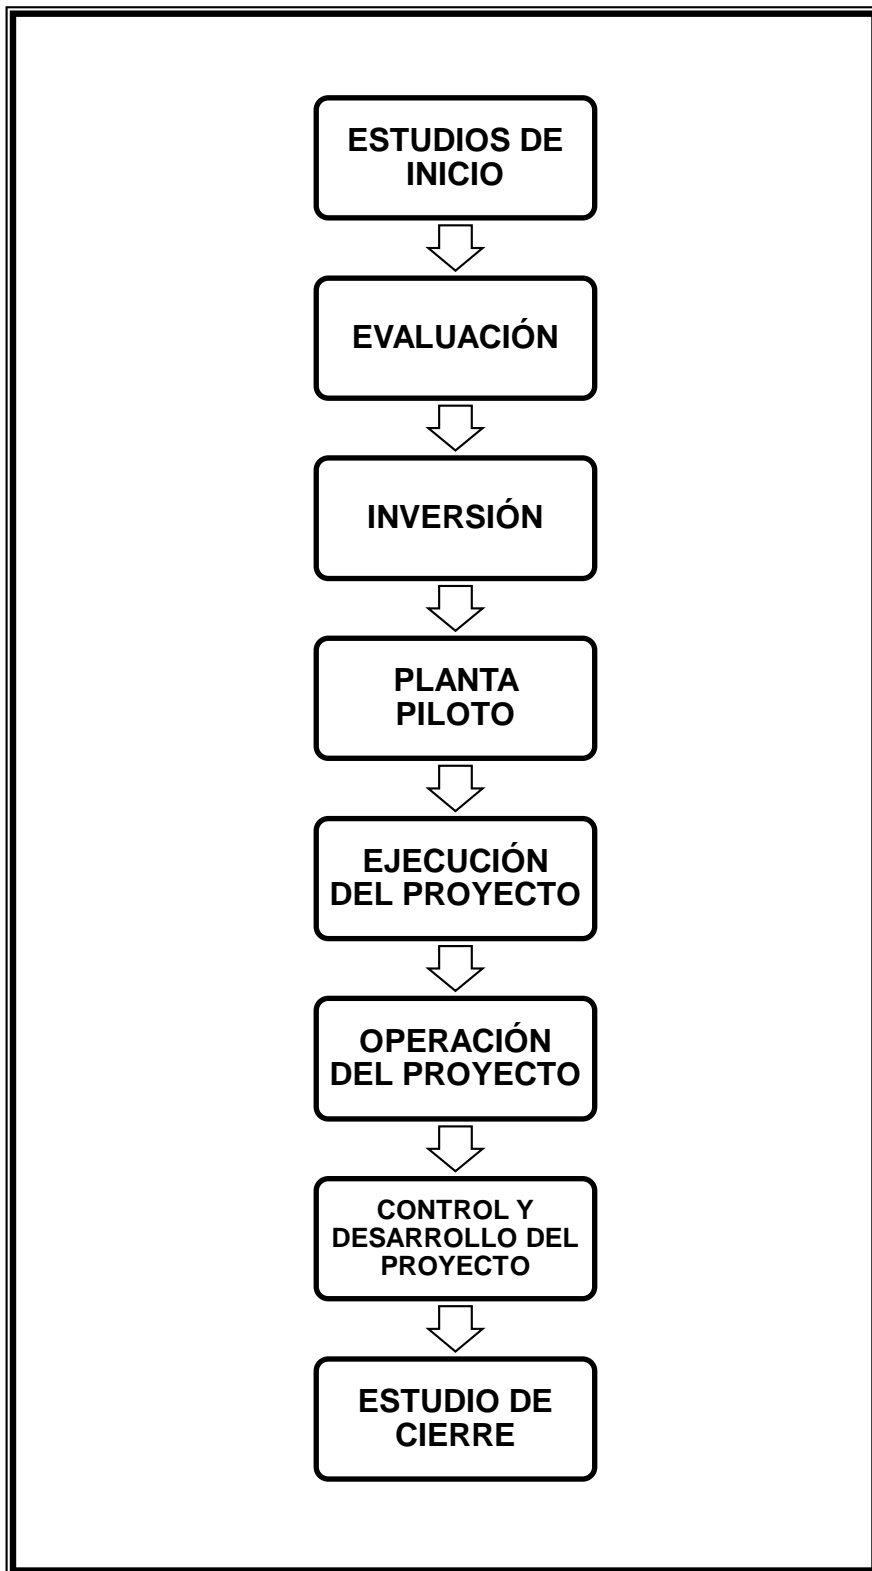 ESTUDIOS DE
INICIO
EVALUACIÓN
INVERSIÓN
PLANTA
PILOTO
EJECUCIÓN
DEL PROYECTO
OPERACIÓN
DEL PROYECTO
CONTROL Y
DESARROLLO DEL
PROYECTO
ESTUDIO DE
CIERRE